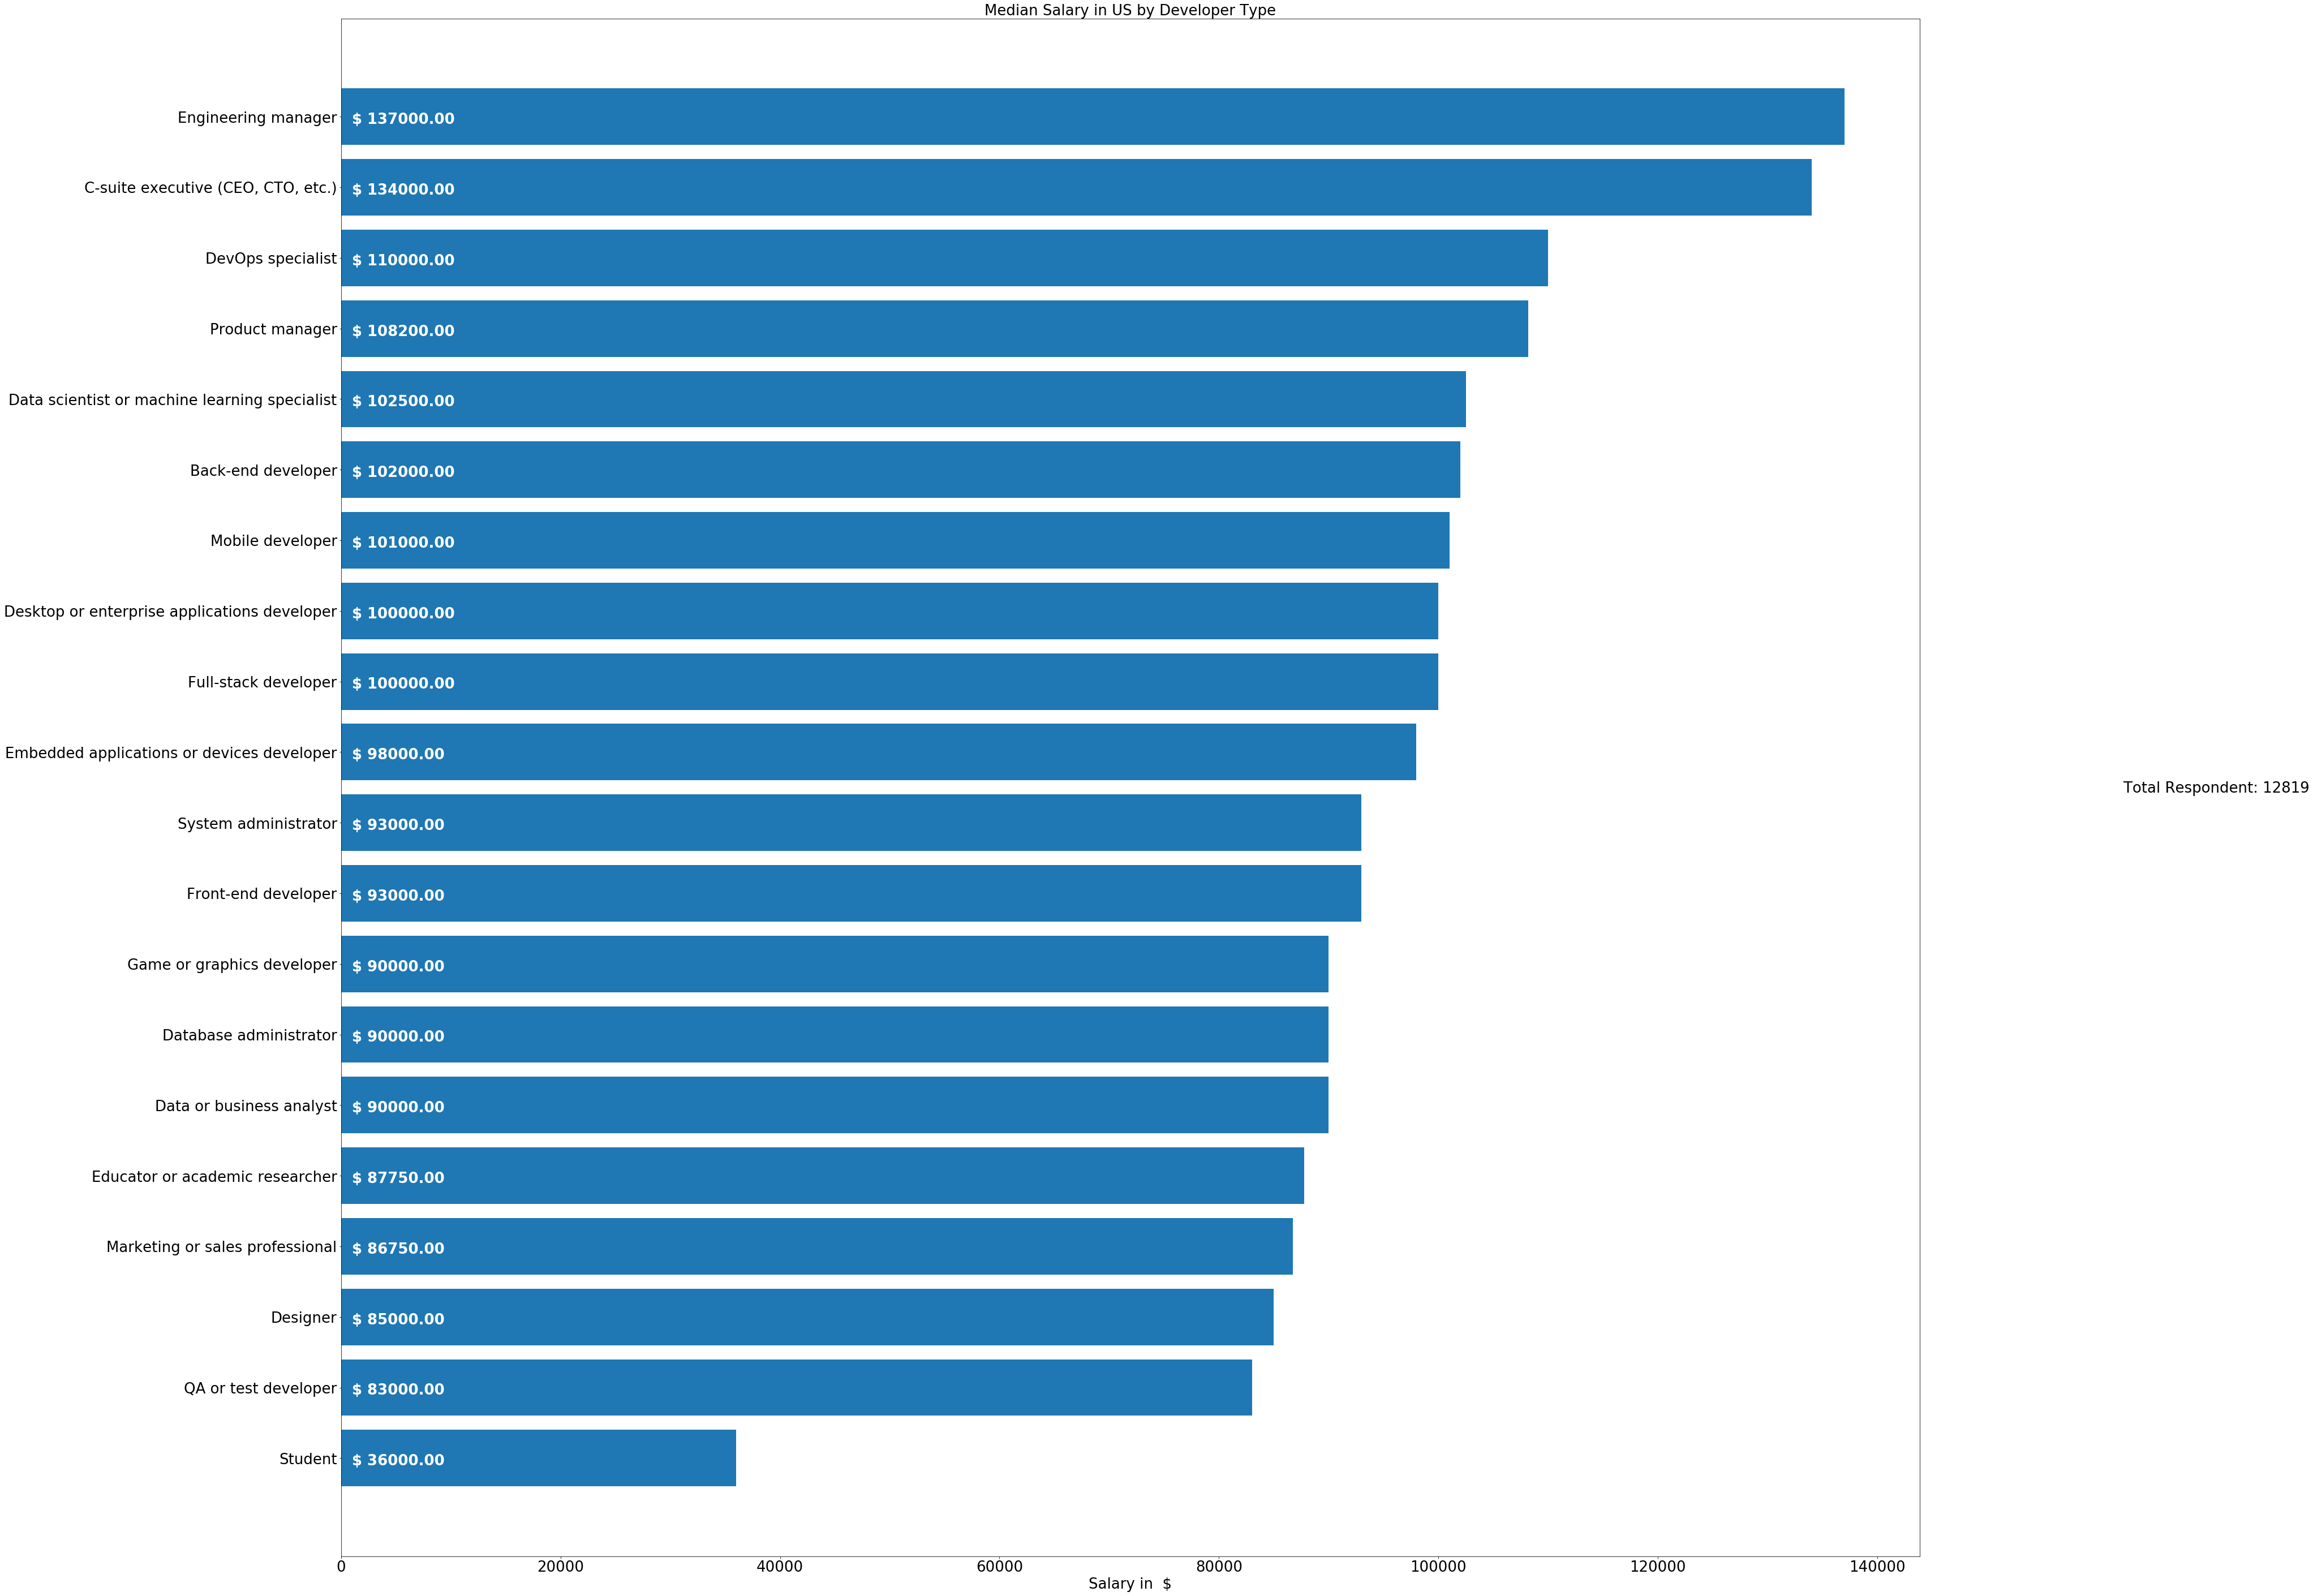 Median Salary in US by Developer Type
Engineering manager $ 137000.00
C-suite executive (CEO, CTO, etc.) $ 134000.00
DevOps specialist $ 110000.00
Product manager $ 108200.00
Data scientist or machine learning specialist $ 102500.00
Back-end developer $ 102000.00
Mobile developer $ 101000.00
Desktop or enterprise applications developer $ 100000.00
Full-stack developer $ 100000.00
Embedded applications or devices developer $ 98000.00
Total Respondent: 12819
System administrator $ 93000.00
Front-end developer $ 93000.00
Game or graphics developer $ 90000.00
Database administrator $ 90000.00
Data or business analyst $ 90000.00
Educator or academic researcher $ 87750.00
Marketing or sales professional $ 86750.00
Designer $ 85000.00
QA or test developer $ 83000.00
Student $ 36000.00
0 20000 40000 60000 80000 100000 120000 140000
Salary in  $